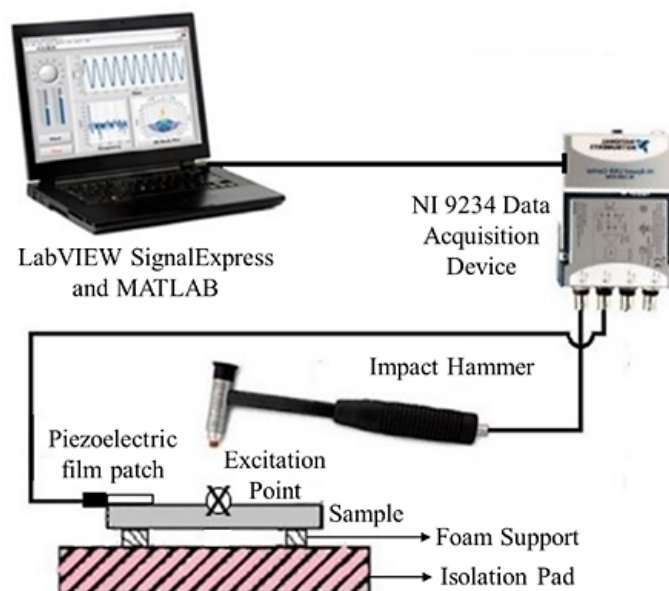 LabVIEW SignalExpress
and MATLAB
NI 9234 Data
Acquisition
Device
Impact Hammer
Piezoelectric
film patch
Excitation
Point
Sample
Foam Support
Isolation Pad